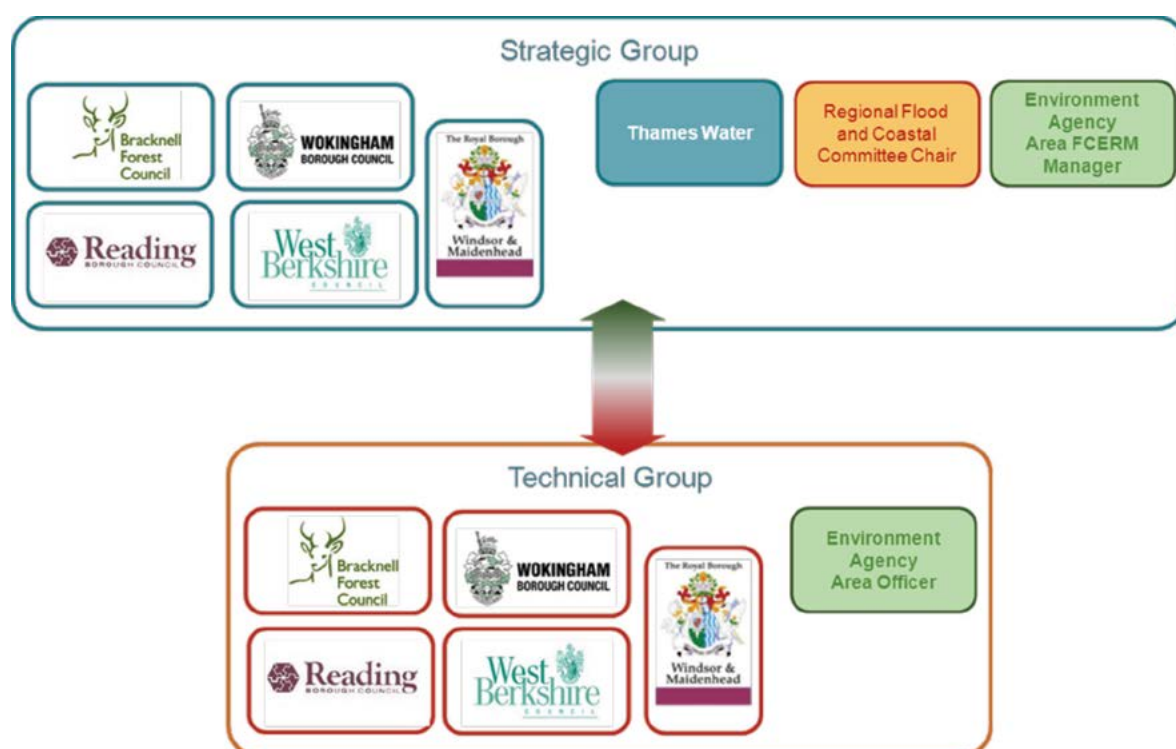 Strategic Group
Bracknell
Forest
Council
WOKINGHAM
BOROUGH COUNCIL
The Royal Borough
Windsor &
Maidenhead
Reading
BOROUGH COUNCIL
West
Berkshire
COUNCIL
Thames Water
Regional Flood
and Coastal
Committee Chair
Environment
Agency
Area FCERM
Manager
Technical Group
Bracknell
Forest
Council
WOKINGHAM
BOROUGH COUNCIL
The Royal Borough
Windsor &
Maidenhead
Reading
BOROUGH COUNCIL
West
Berkshire
COUNCIL
Environment
Agency
Area Officer